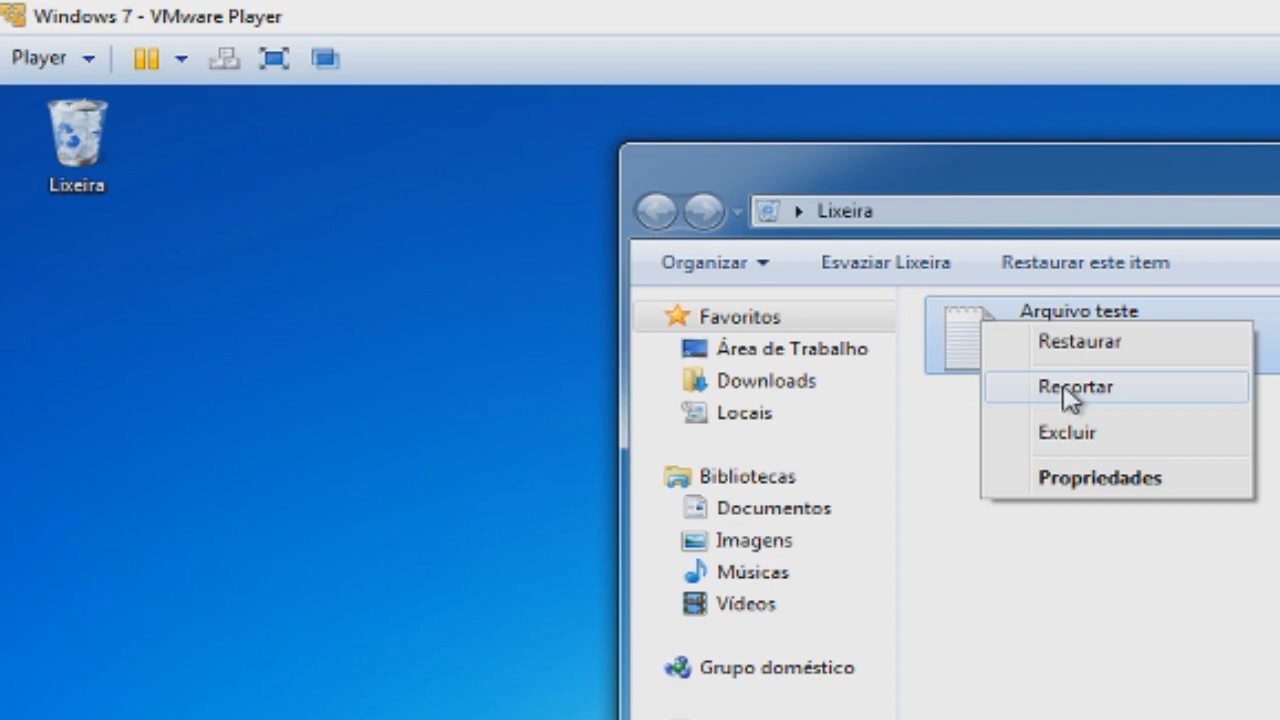 Windows 7 - VMware Player
Player
Lixeira
Lixeira
Organizar
Esvaziar Lixeira
Restaurar este item
Favoritos
Área de Trabalho
Downloads
Locais
Bibliotecas
Documentos
Imagens
Músicas
Vídeos
Grupo doméstico
Arquivo teste
Restaurar
Recortar
Excluir
Propriedades